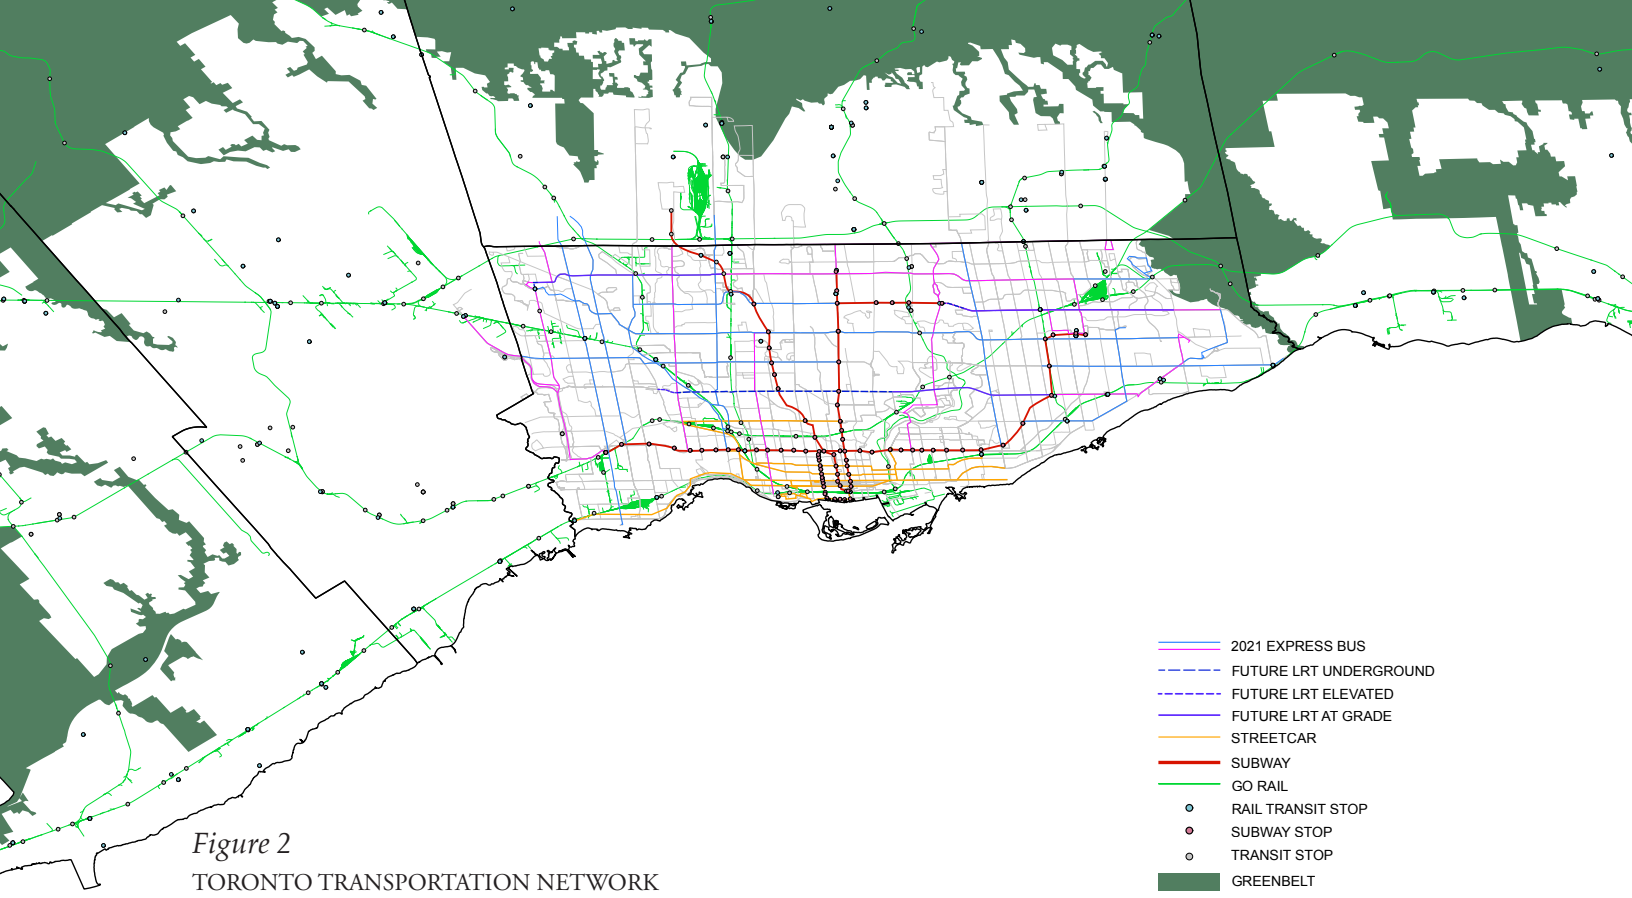 2021 EXPRESS BUS
FUTURE LRT UNDERGROUND
FUTURE LRT ELEVATED
FUTURE LRT AT GRADE
STREETCAR
SUBWAY
GO RAIL
RAIL TRANSIT STOP
SUBWAY STOP
TRANSIT STOP
GREENBELT
Figure 2
TORONTO TRANSPORTATION NETWORK